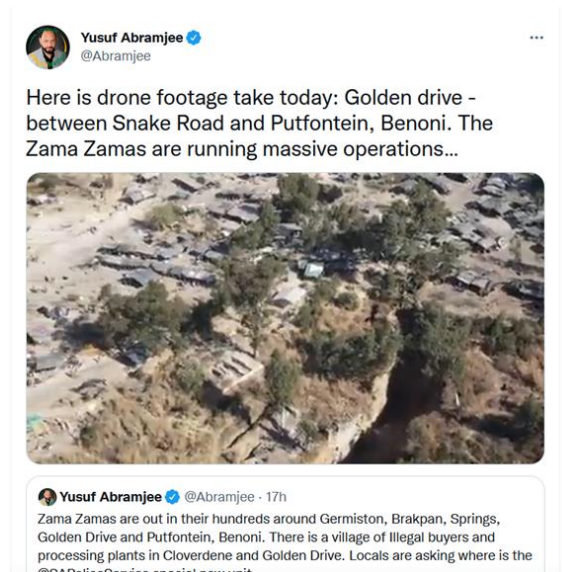 Yusuf Abramjee
@Abramjee
Here is drone footage take today: Golden drive -
between Snake Road and Putfontein, Benoni. The
Zama Zamas are running massive operations...
Yusuf Abramjee @Abramjee · 17h
Zama Zamas are out in their hundreds around Germiston, Brakpan, Springs,
Golden Drive and Putfontein, Benoni. There is a village of Illegal buyers and
processing plants in Cloverdene and Golden Drive. Locals are asking where is the